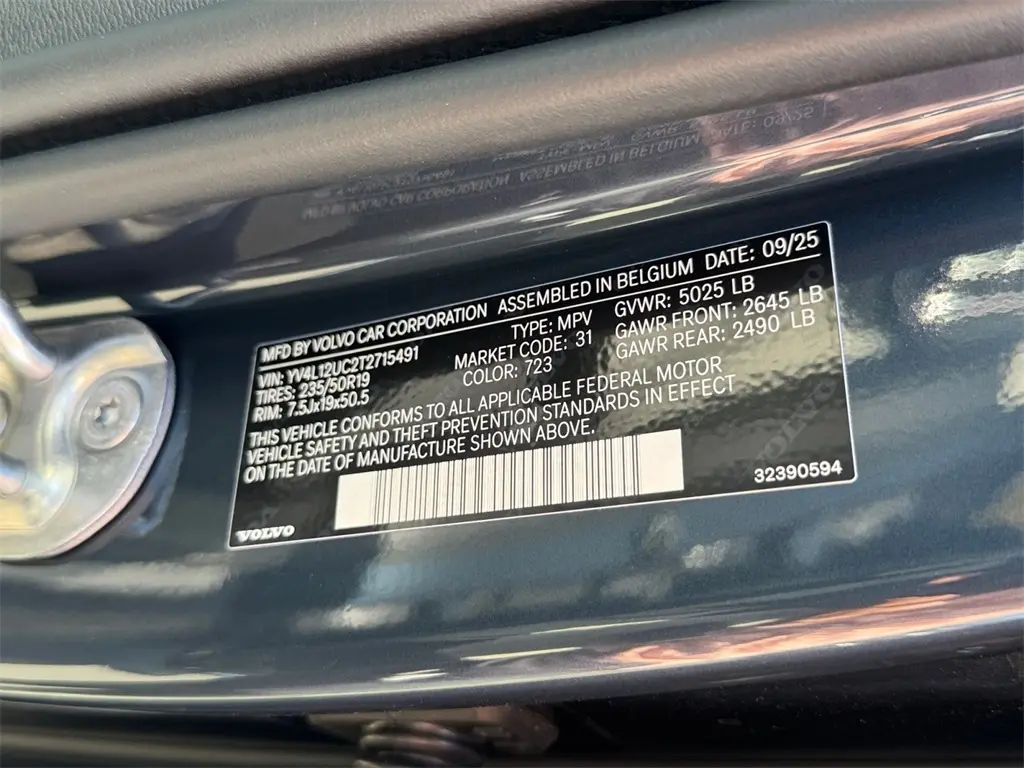 MFD BY VOLVO CAR CORPORATION ASSEMBLED IN BELGIUM DATE: 09/25
VIN: YV4L12UC2T2715491 TYPE: MPV GVWR: 5025 LB
TIRES: 235/50R19 MARKET CODE: 31 GAWR FRONT: 2645 LB
RIM: 7.5Jx19x50.5 COLOR: 723 GAWR REAR: 2490 LB
THIS VEHICLE CONFORMS TO ALL APPLICABLE FEDERAL MOTOR
VEHICLE SAFETY AND THEFT PREVENTION STANDARDS IN EFFECT
ON THE DATE OF MANUFACTURE SHOWN ABOVE.
VOLVO
32390594